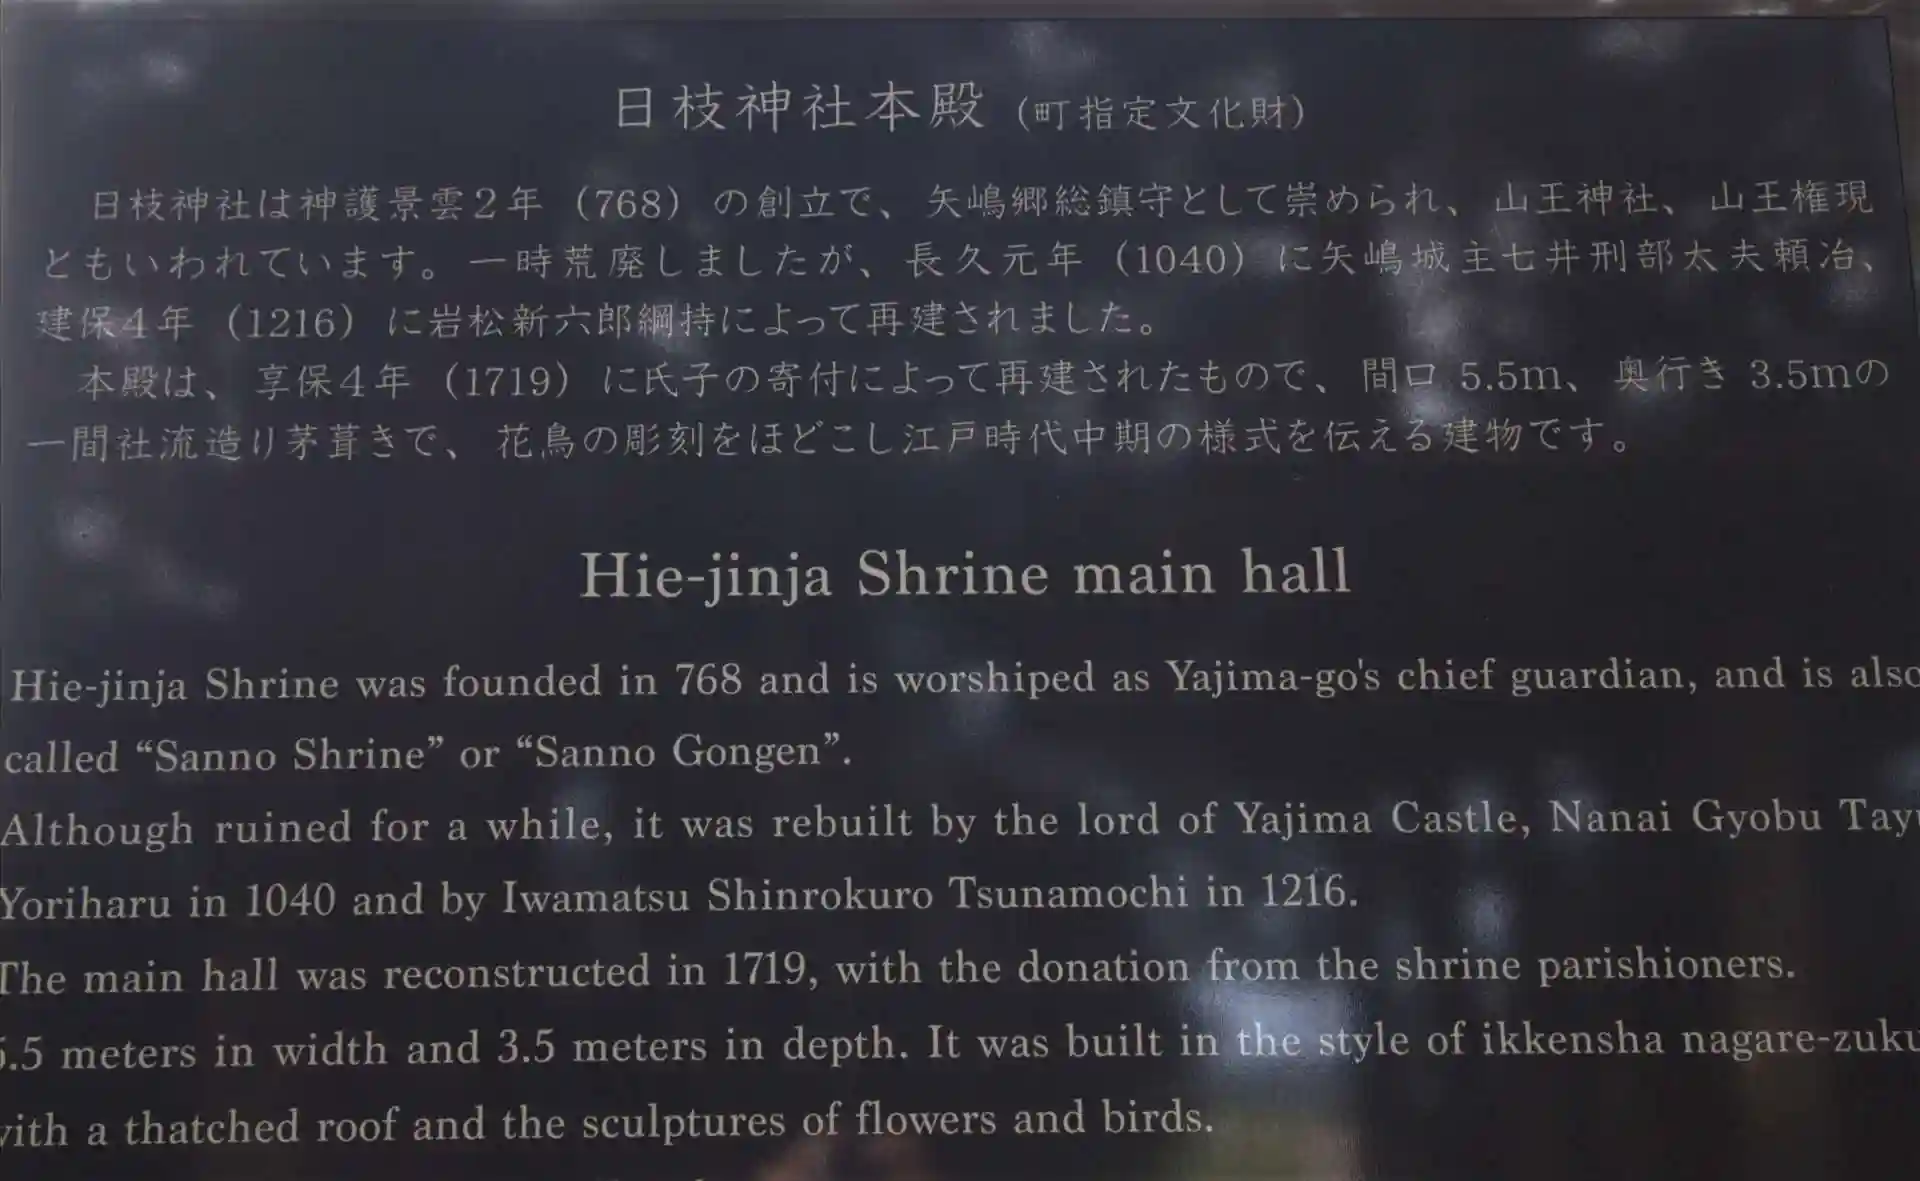 日枝神社本殿（町指定文化財）
日枝神社は神護景雲２年（768）の創立で、矢嶋郷総鎮守として崇められ、山王神社、山王権現
ともいわれています。一時荒廃しましたが、長久元年（1040）に矢嶋城主七井刑部太夫頼冶、
建保４年（1216）に岩松新六郎綱持によって再建されました。
本殿は、享保４年（1719）に氏子の寄付によって再建されたもので、間口 5.5m、奥行き 3.5mの
一間社流造り茅葺きで、花鳥の彫刻をほどこし江戸時代中期の様式を伝える建物です。
Hie-jinja Shrine main hall
Hie-jinja Shrine was founded in 768 and is worshiped as Yajima-go's chief guardian, and is also
called “Sanno Shrine” or “Sanno Gongen”.
Although ruined for a while, it was rebuilt by the lord of Yajima Castle, Nanai Gyobu
Yoriharu in 1040 and by Iwamatsu Shinrokuro Tsunamochi in 1216.
The main hall was reconstructed in 1719, with the donation from the shrine parishioners.
5.5 meters in width and 3.5 meters in depth. It was built in the style of ikkensha nagare-zuku
with a thatched roof and the sculptures of flowers and birds.